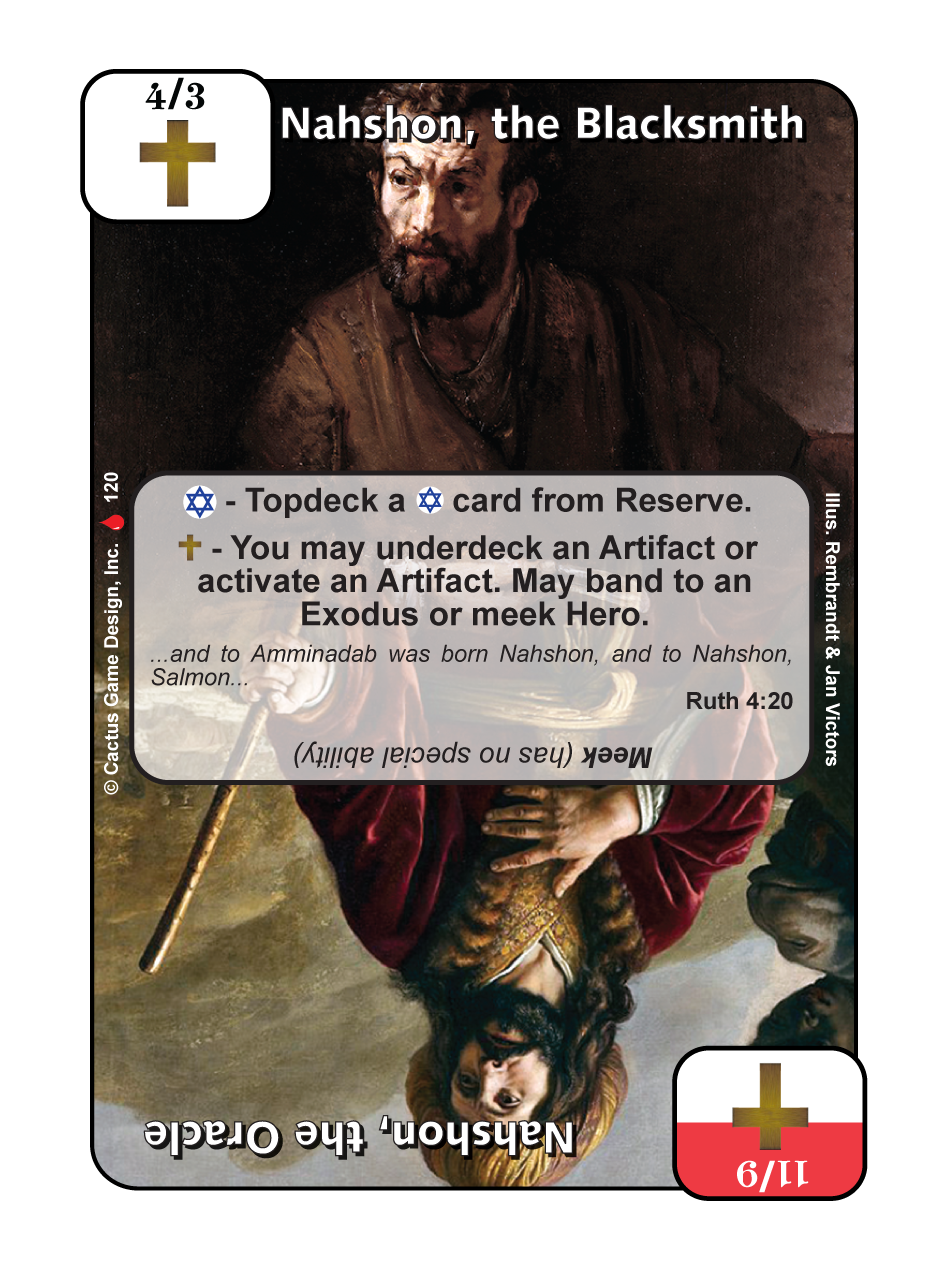 4/3
Nahshon, the Blacksmith
- Topdeck a card from Reserve.
- You may underdeck an Artifact or
activate an Artifact. May band to an
Exodus or meek Hero.
...and to Amminadab was born Nahshon, and to Nahshon,
Salmon...
Ruth 4:20
Meek (has no special ability)
© Cactus Game Design, Inc. 120
Illus. Rembrandt & Jan Victors
Nahshon, the Oracle
11/9